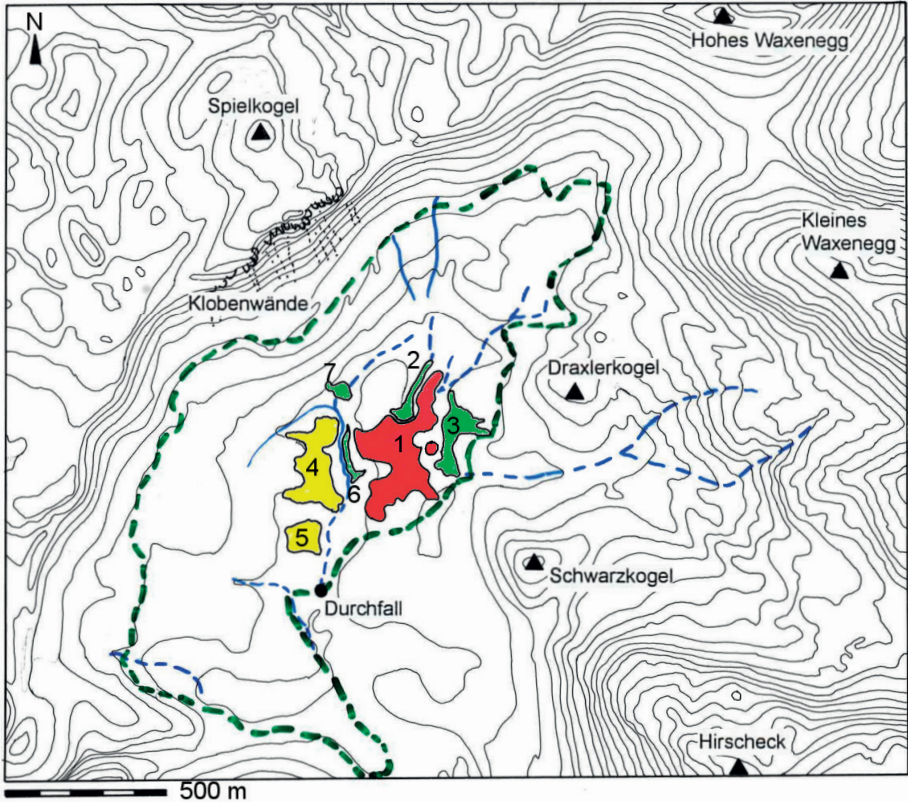 N
Hohes Waxenegg
Spielkogel
Kleines
Waxenegg
Klobenwände
Draxlerkogel
7
2
3
1
4
6
5
Schwarzkogel
Durchfall
Hirscheck
500 m